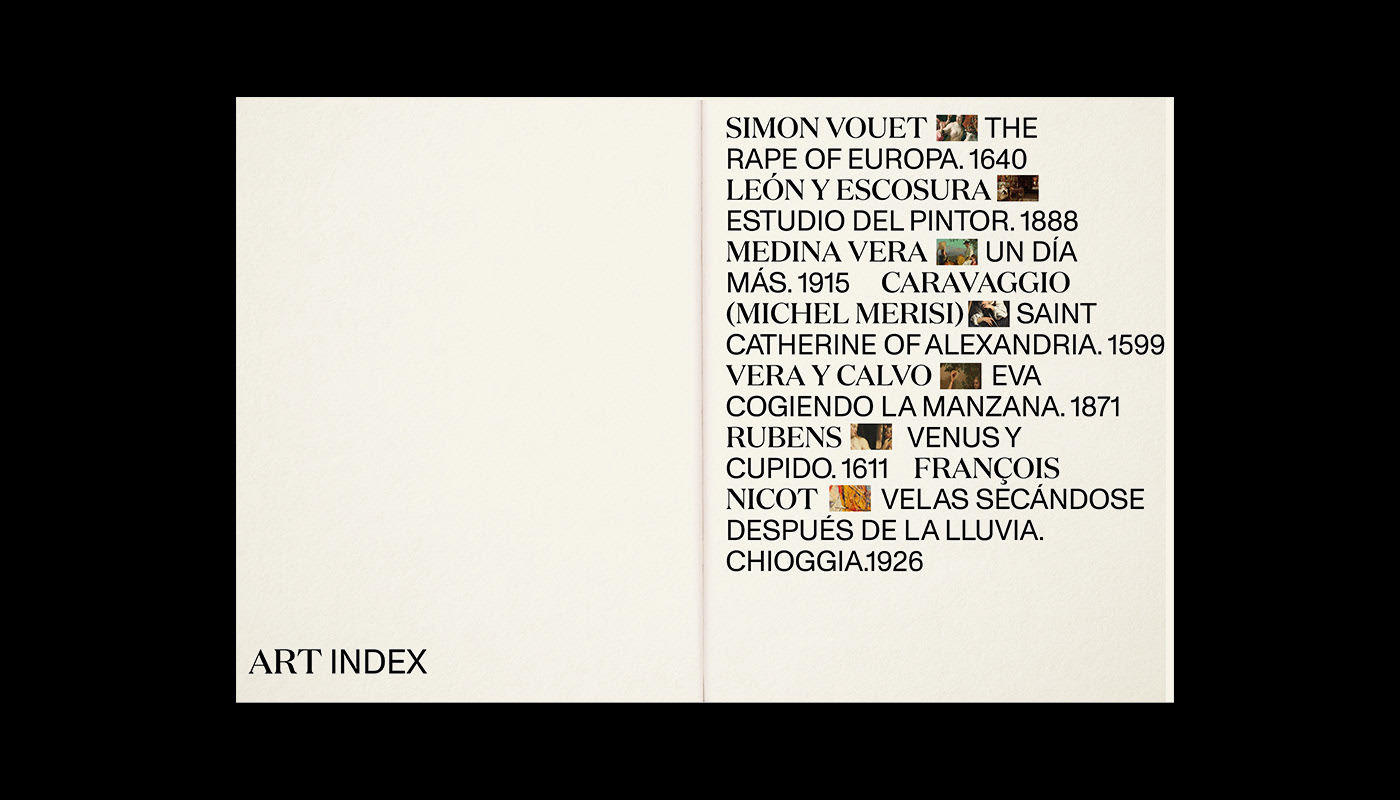 SIMON VOUET THE
RAPE OF EUROPA. 1640
LEÓN Y ESCOSURA
ESTUDIO DEL PINTOR. 1888
MEDINA VERA UN DÍA
MÁS. 1915 CARAVAGGIO
(MICHEL MERISI) SAINT
CATHERINE OF ALEXANDRIA. 1599
VERA Y CALVO EVA
COGIENDO LA MANZANA. 1871
RUBENS VENUS Y
CUPIDO. 1611 FRANÇOIS
NICOT VELAS SECÁNDOSE
DESPUÉS DE LA LLUVIA.
CHIOGGIA.1926
ART INDEX